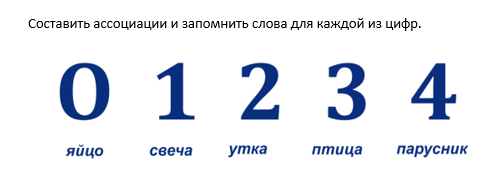 Составить ассоциации и запомнить слова для каждой из цифр.
0 1 2 3 4
яйцо свеча утка птица парусник